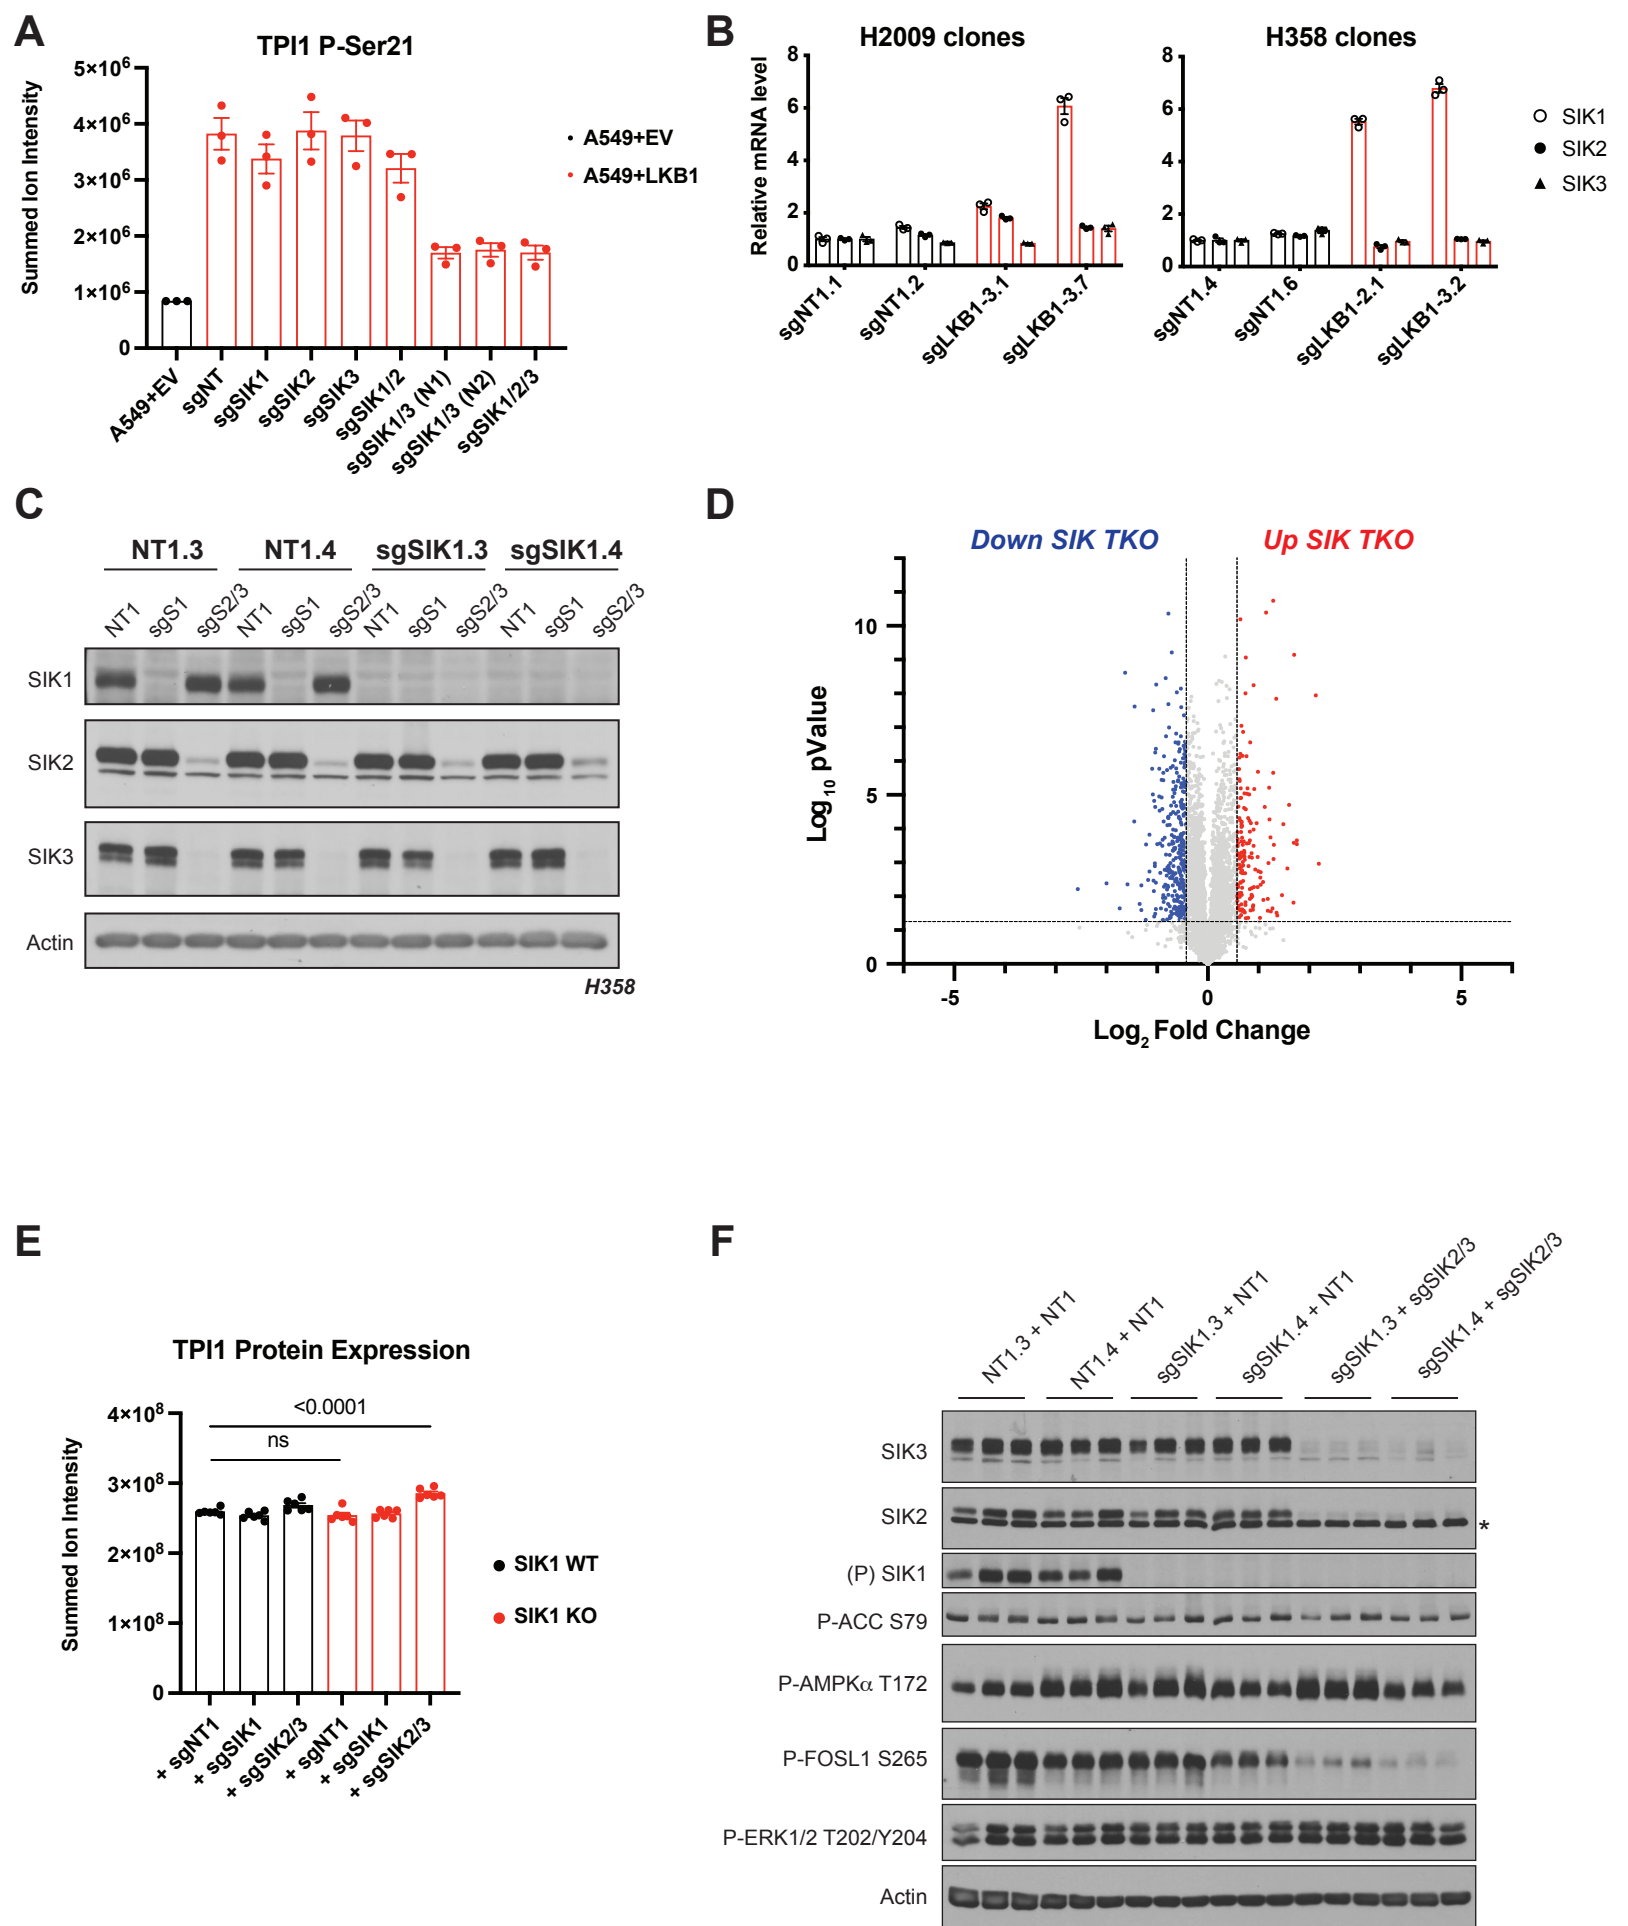 A
TPI1 P-Ser21
Summed Ion Intensity
5×10⁶
4×10⁶
3×10⁶
2×10⁶
1×10⁶
0
A549+EV
sgNT
sgSIK1
sgSIK2
sgSIK3
sgSIK1/2
sgSIK1/3 (N1)
sgSIK1/3 (N2)
sgSIK1/2/3
A549+EV
A549+LKB1
B
H2009 clones
Relative mRNA level
8
6
4
2
0
sgNT1.1
sgNT1.2
sgLKB1-3.1
sgLKB1-3.7
H358 clones
8
6
4
2
0
sgNT1.4
sgNT1.6
sgLKB1-2.1
sgLKB1-3.2
SIK1
SIK2
SIK3
C
NT1.3 NT1.4 sgSIK1.3 sgSIK1.4
NT1 sgS1 sgS2/3 NT1 sgS1 sgS2/3 NT1 sgS1 sgS2/3 NT1 sgS1 sgS2/3
SIK1
SIK2
SIK3
Actin
H358
D
Down SIK TKO Up SIK TKO
Log₁₀ pValue
10
5
0
-5 0 5
Log₂ Fold Change
E
TPI1 Protein Expression
Summed Ion Intensity
4×10⁸
3×10⁸
2×10⁸
1×10⁸
0
<0.0001
ns
+ sgNT1
+ sgSIK1
+ sgSIK2/3
+ sgNT1
+ sgSIK1
+ sgSIK2/3
SIK1 WT
SIK1 KO
F
NT1.3 + NT1
NT1.4 + NT1
sgSIK1.3 + NT1
sgSIK1.4 + NT1
sgSIK1.3 + sgSIK2/3
sgSIK1.4 + sgSIK2/3
SIK3
SIK2
*
(P) SIK1
P-ACC S79
P-AMPKα T172
P-FOSL1 S265
P-ERK1/2 T202/Y204
Actin